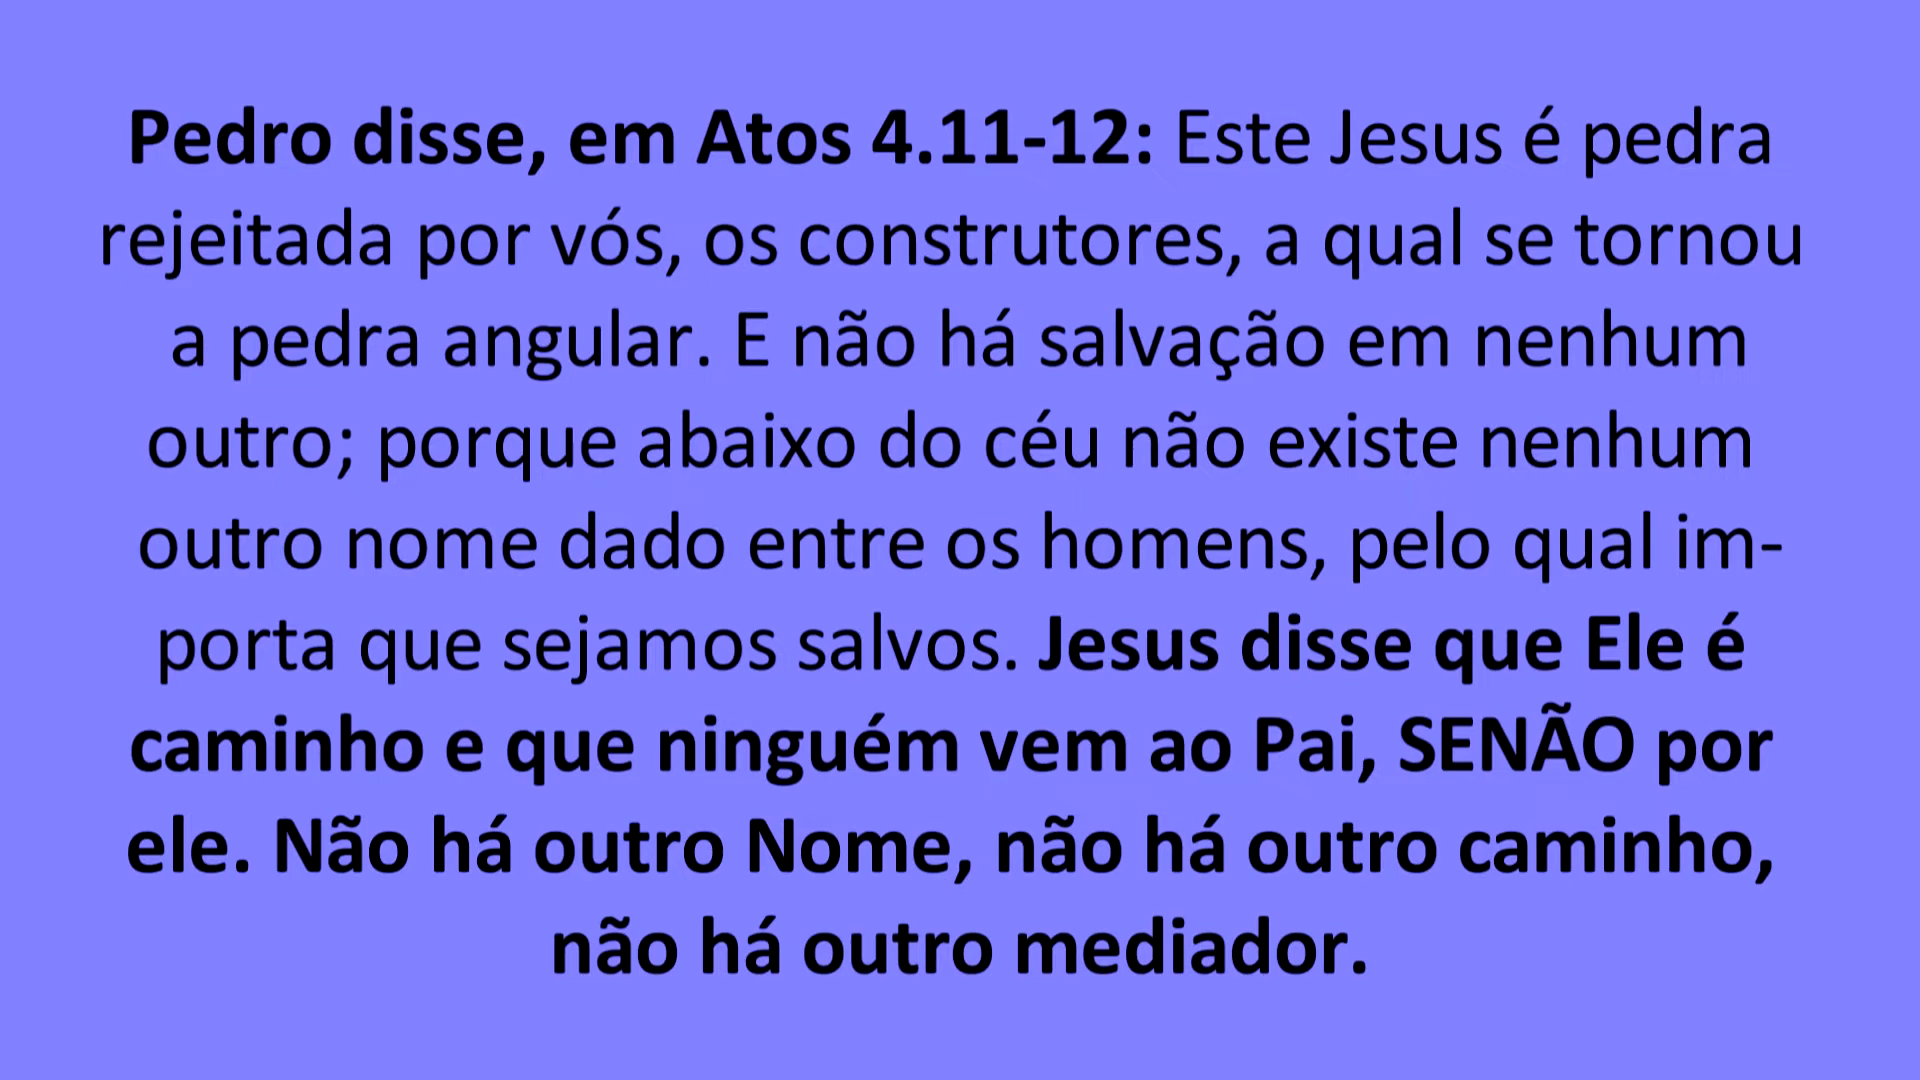 Pedro disse, em Atos 4.11-12: Este Jesus é pedra
rejeitada por vós, os construtores, a qual se tornou
a pedra angular. E não há salvação em nenhum
outro; porque abaixo do céu não existe nenhum
outro nome dado entre os homens, pelo qual im-
porta que sejamos salvos. Jesus disse que Ele é
caminho e que ninguém vem ao Pai, SENÃO por
ele. Não há outro Nome, não há outro caminho,
não há outro mediador.